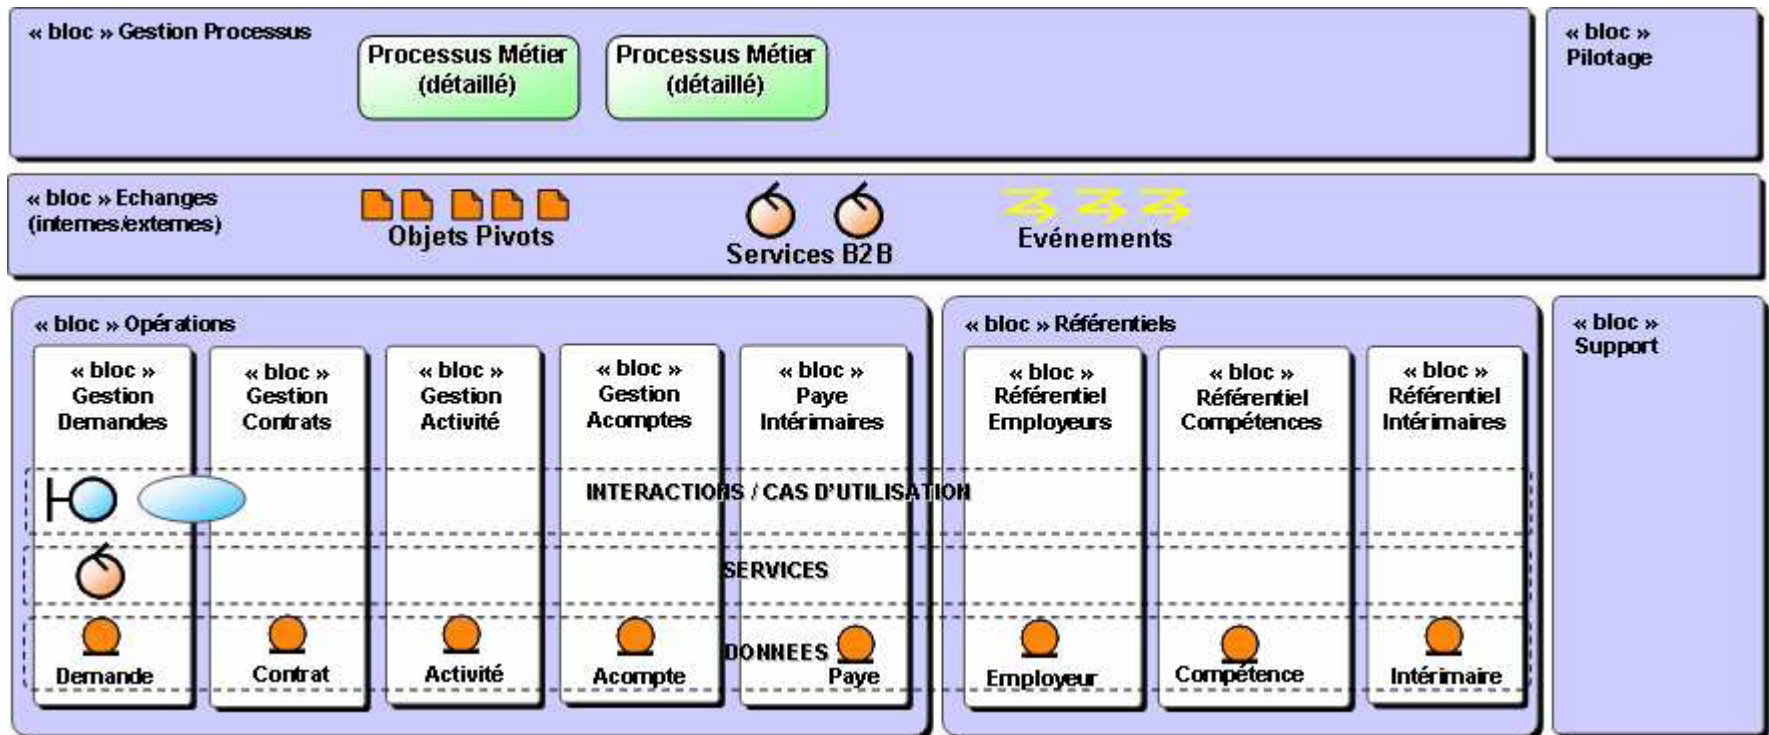 « bloc » Gestion Processus
Processus Métier
(détaillé)
Processus Métier
(détaillé)
« bloc »
Pilotage
« bloc » Echanges
(internes/externes)
Objets Pivots
Services B2B
Evénements
« bloc » Opérations
« bloc »
Gestion
Demandes
« bloc »
Gestion
Contrats
« bloc »
Gestion
Activité
« bloc »
Gestion
Acomptes
« bloc »
Paye
Intérimaires
« bloc » Référentiels
« bloc »
Référentiel
Employeurs
« bloc »
Référentiel
Compétences
« bloc »
Référentiel
Intérimaires
« bloc »
Support
INTERACTIONS / CAS D'UTILISATION
SERVICES
DONNEES
Demande
Contrat
Activité
Acompte
Paye
Employeur
Compétence
Intérimaire